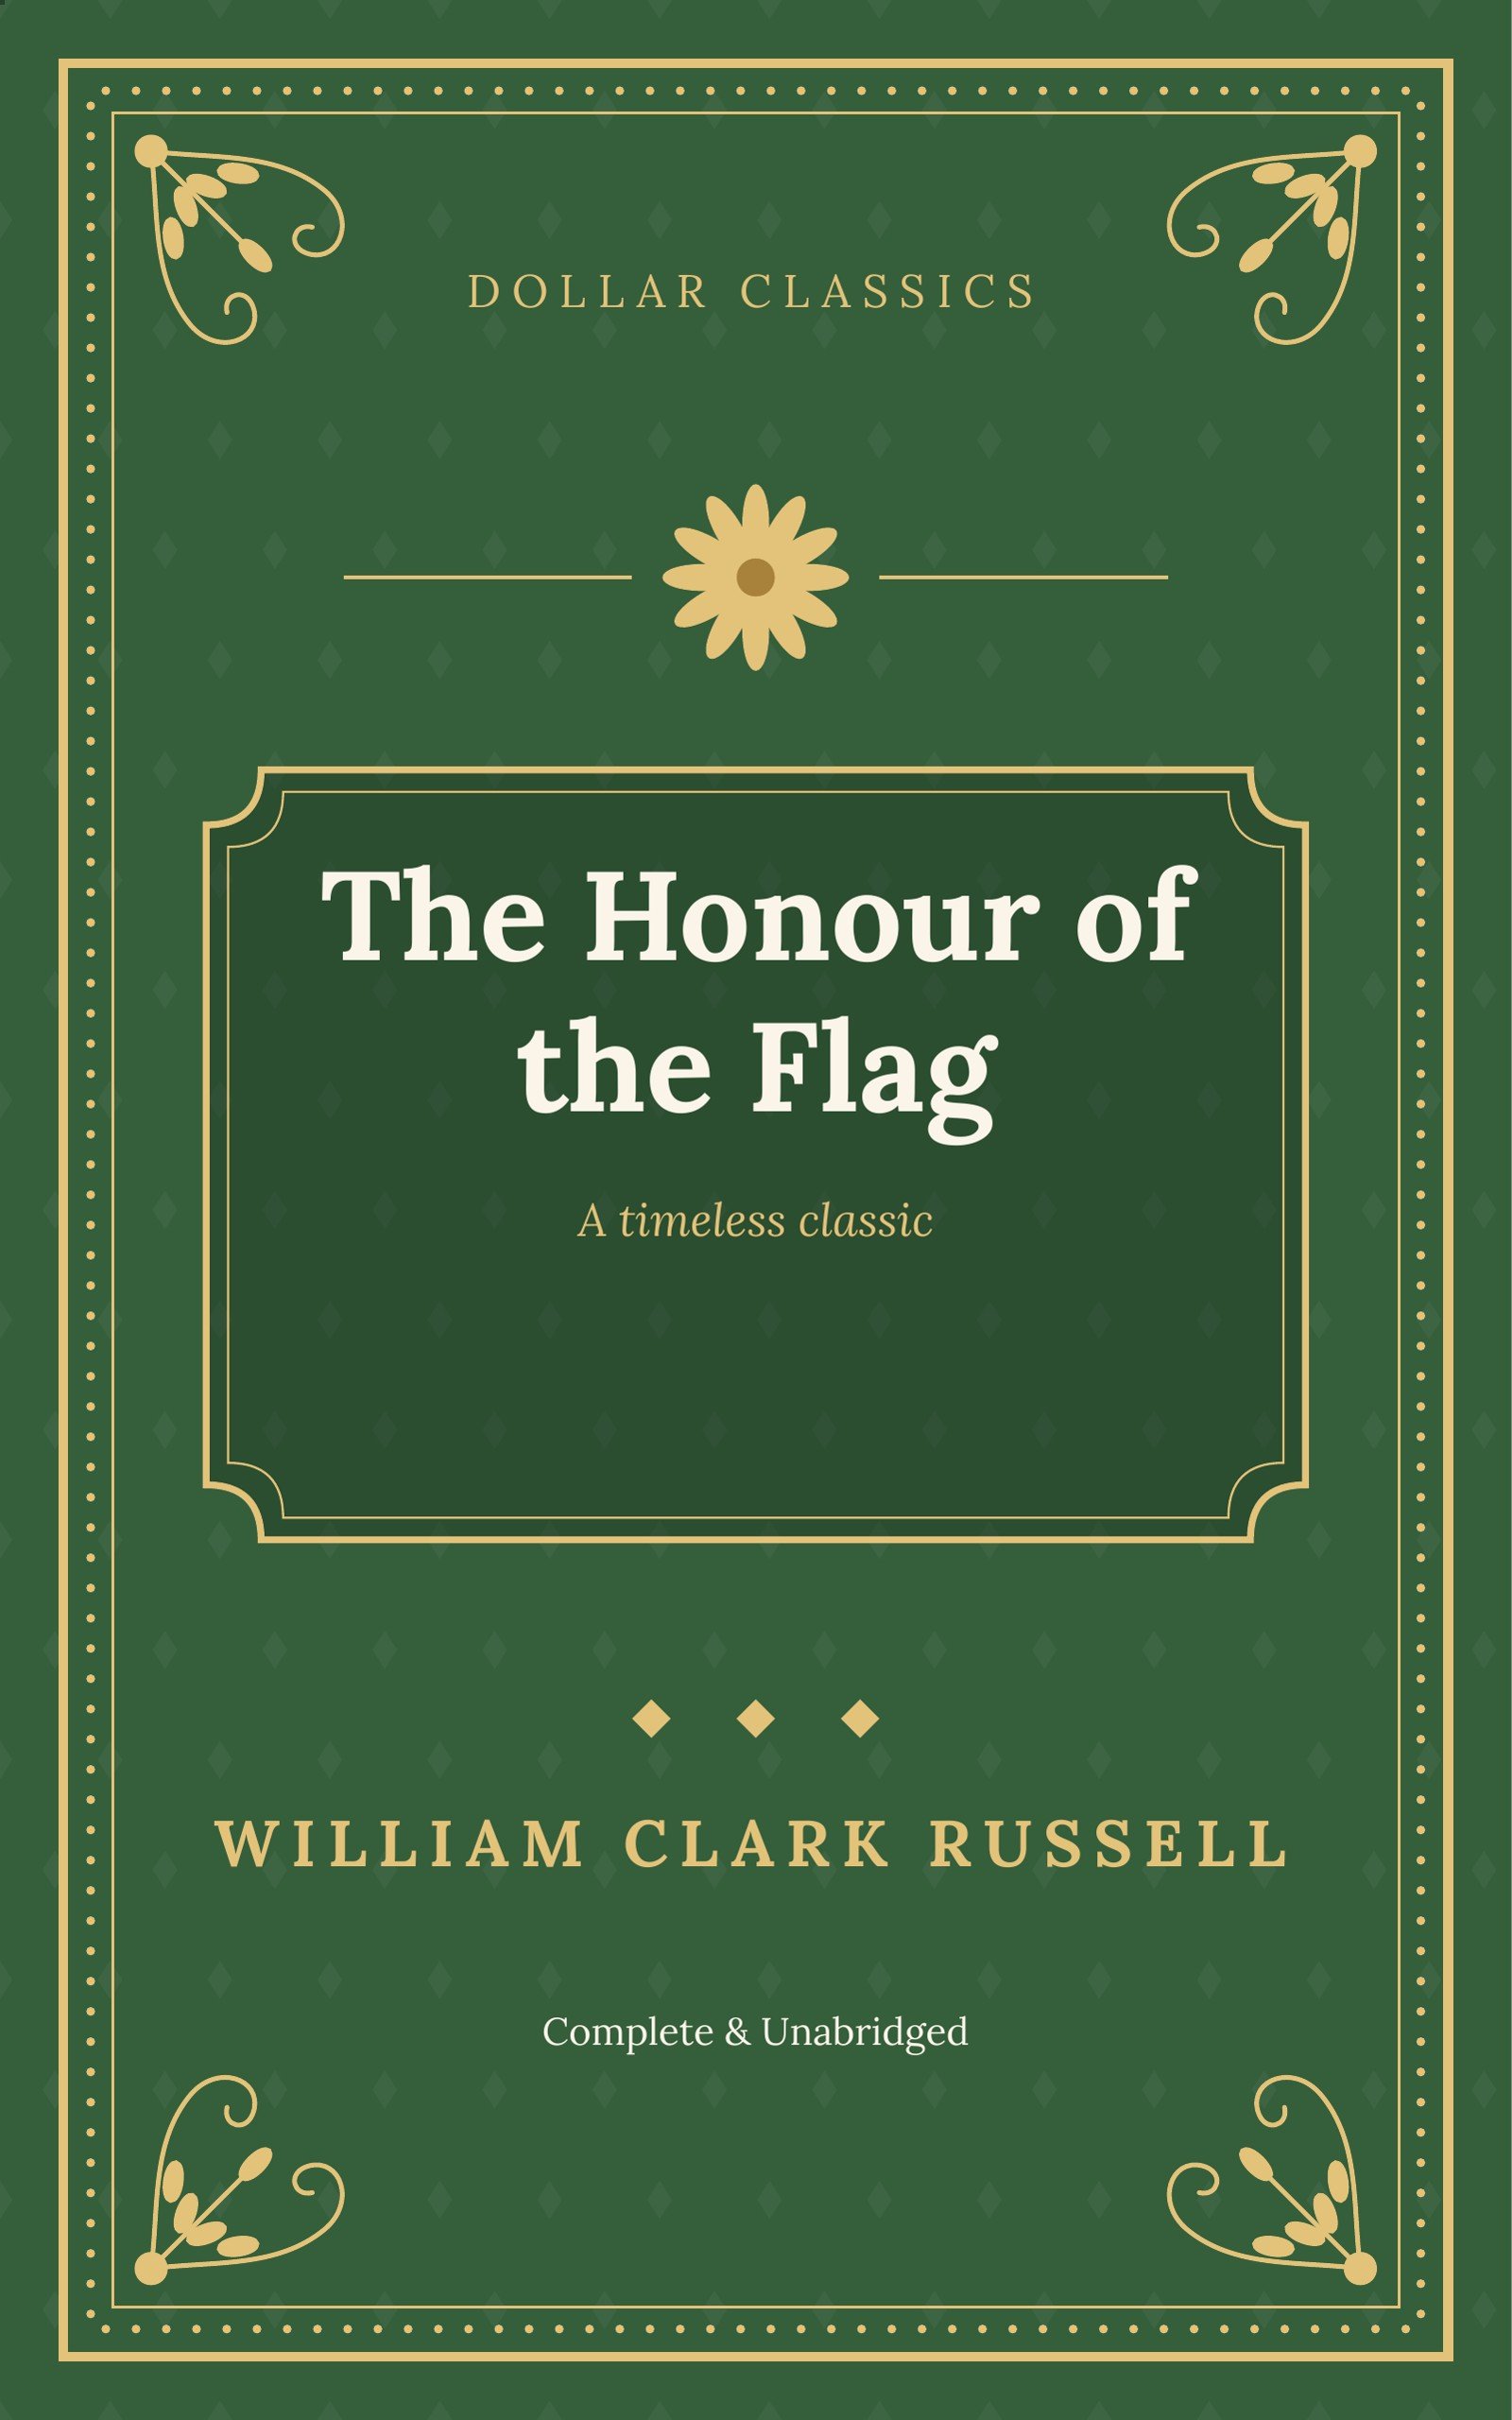 DOLLAR CLASSICS
The Honour of
the Flag
A timeless classic
WILLIAM CLARK RUSSELL
Complete & Unabridged